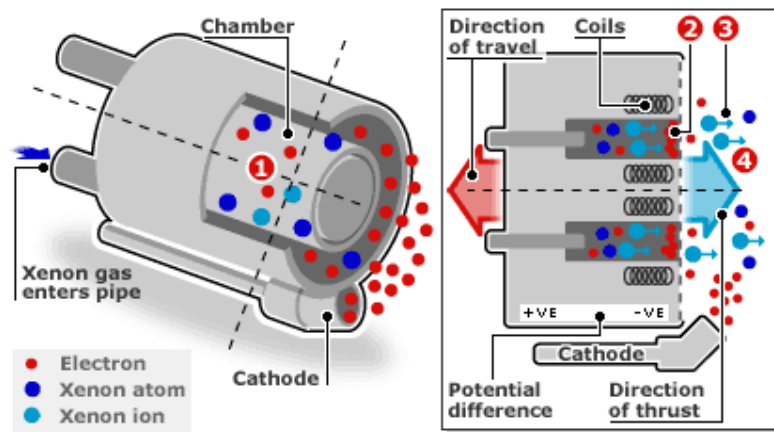 Chamber
1
Xenon gas
enters pipe
Cathode
Electron
Xenon atom
Xenon ion
Direction
of travel
Coils
2
3
4
+VE
-VE
Cathode
Potential
difference
Direction
of thrust